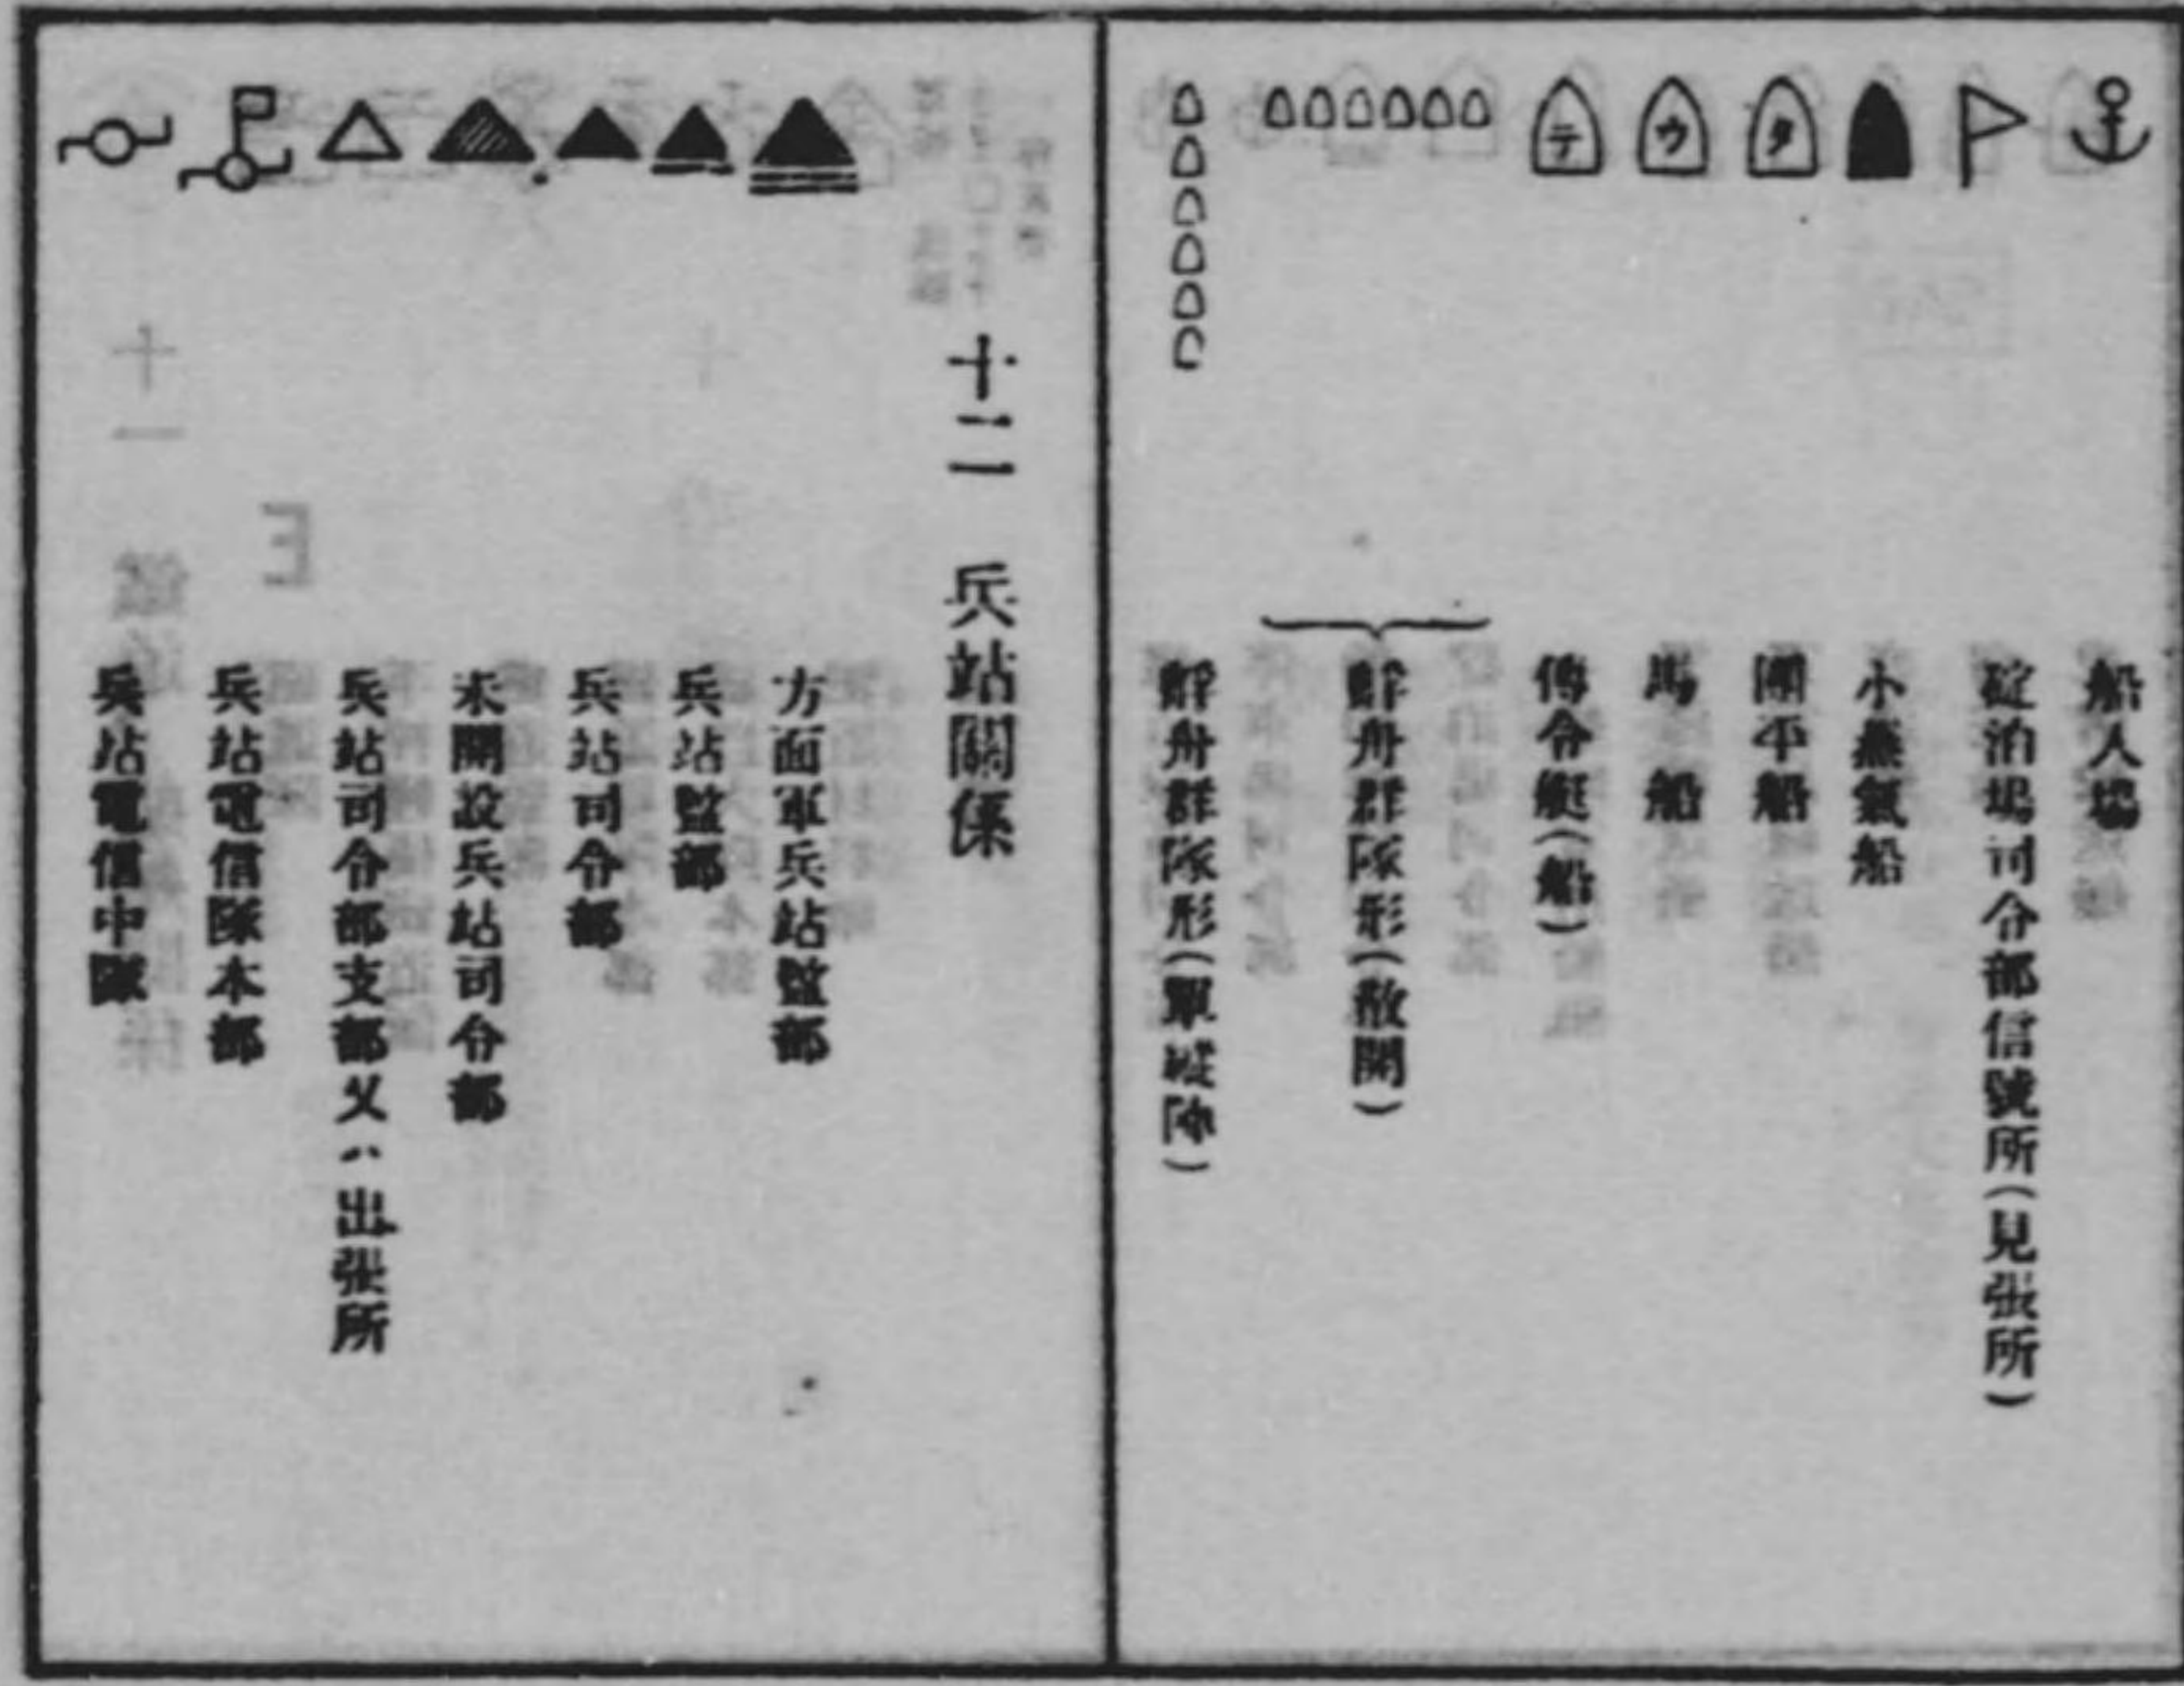 船入場
碇泊場司令部信號所(見張所)
小蒸氣船
タ
團平船
ウ
馬船
テ
傳令艇(船)
艀舟群隊形(散開)
艀舟群隊形(單縱陣)
十二 兵站關係
方面軍兵站監部
兵站監部
兵站司令部
未開設兵站司令部
兵站司令部支部又ハ出張所
兵站電信隊本部
兵站電信中隊